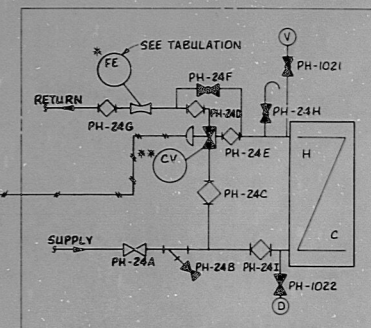 V
* SEE TABULATION
FE
PH-1021
PH-24F
RETURN
PH-24D
PH-24H
PH-24G
**
PH-24E
CV
H
PH-24C
C
SUPPLY
PH-24A
PH-24B
PH-24I
PH-1022
D